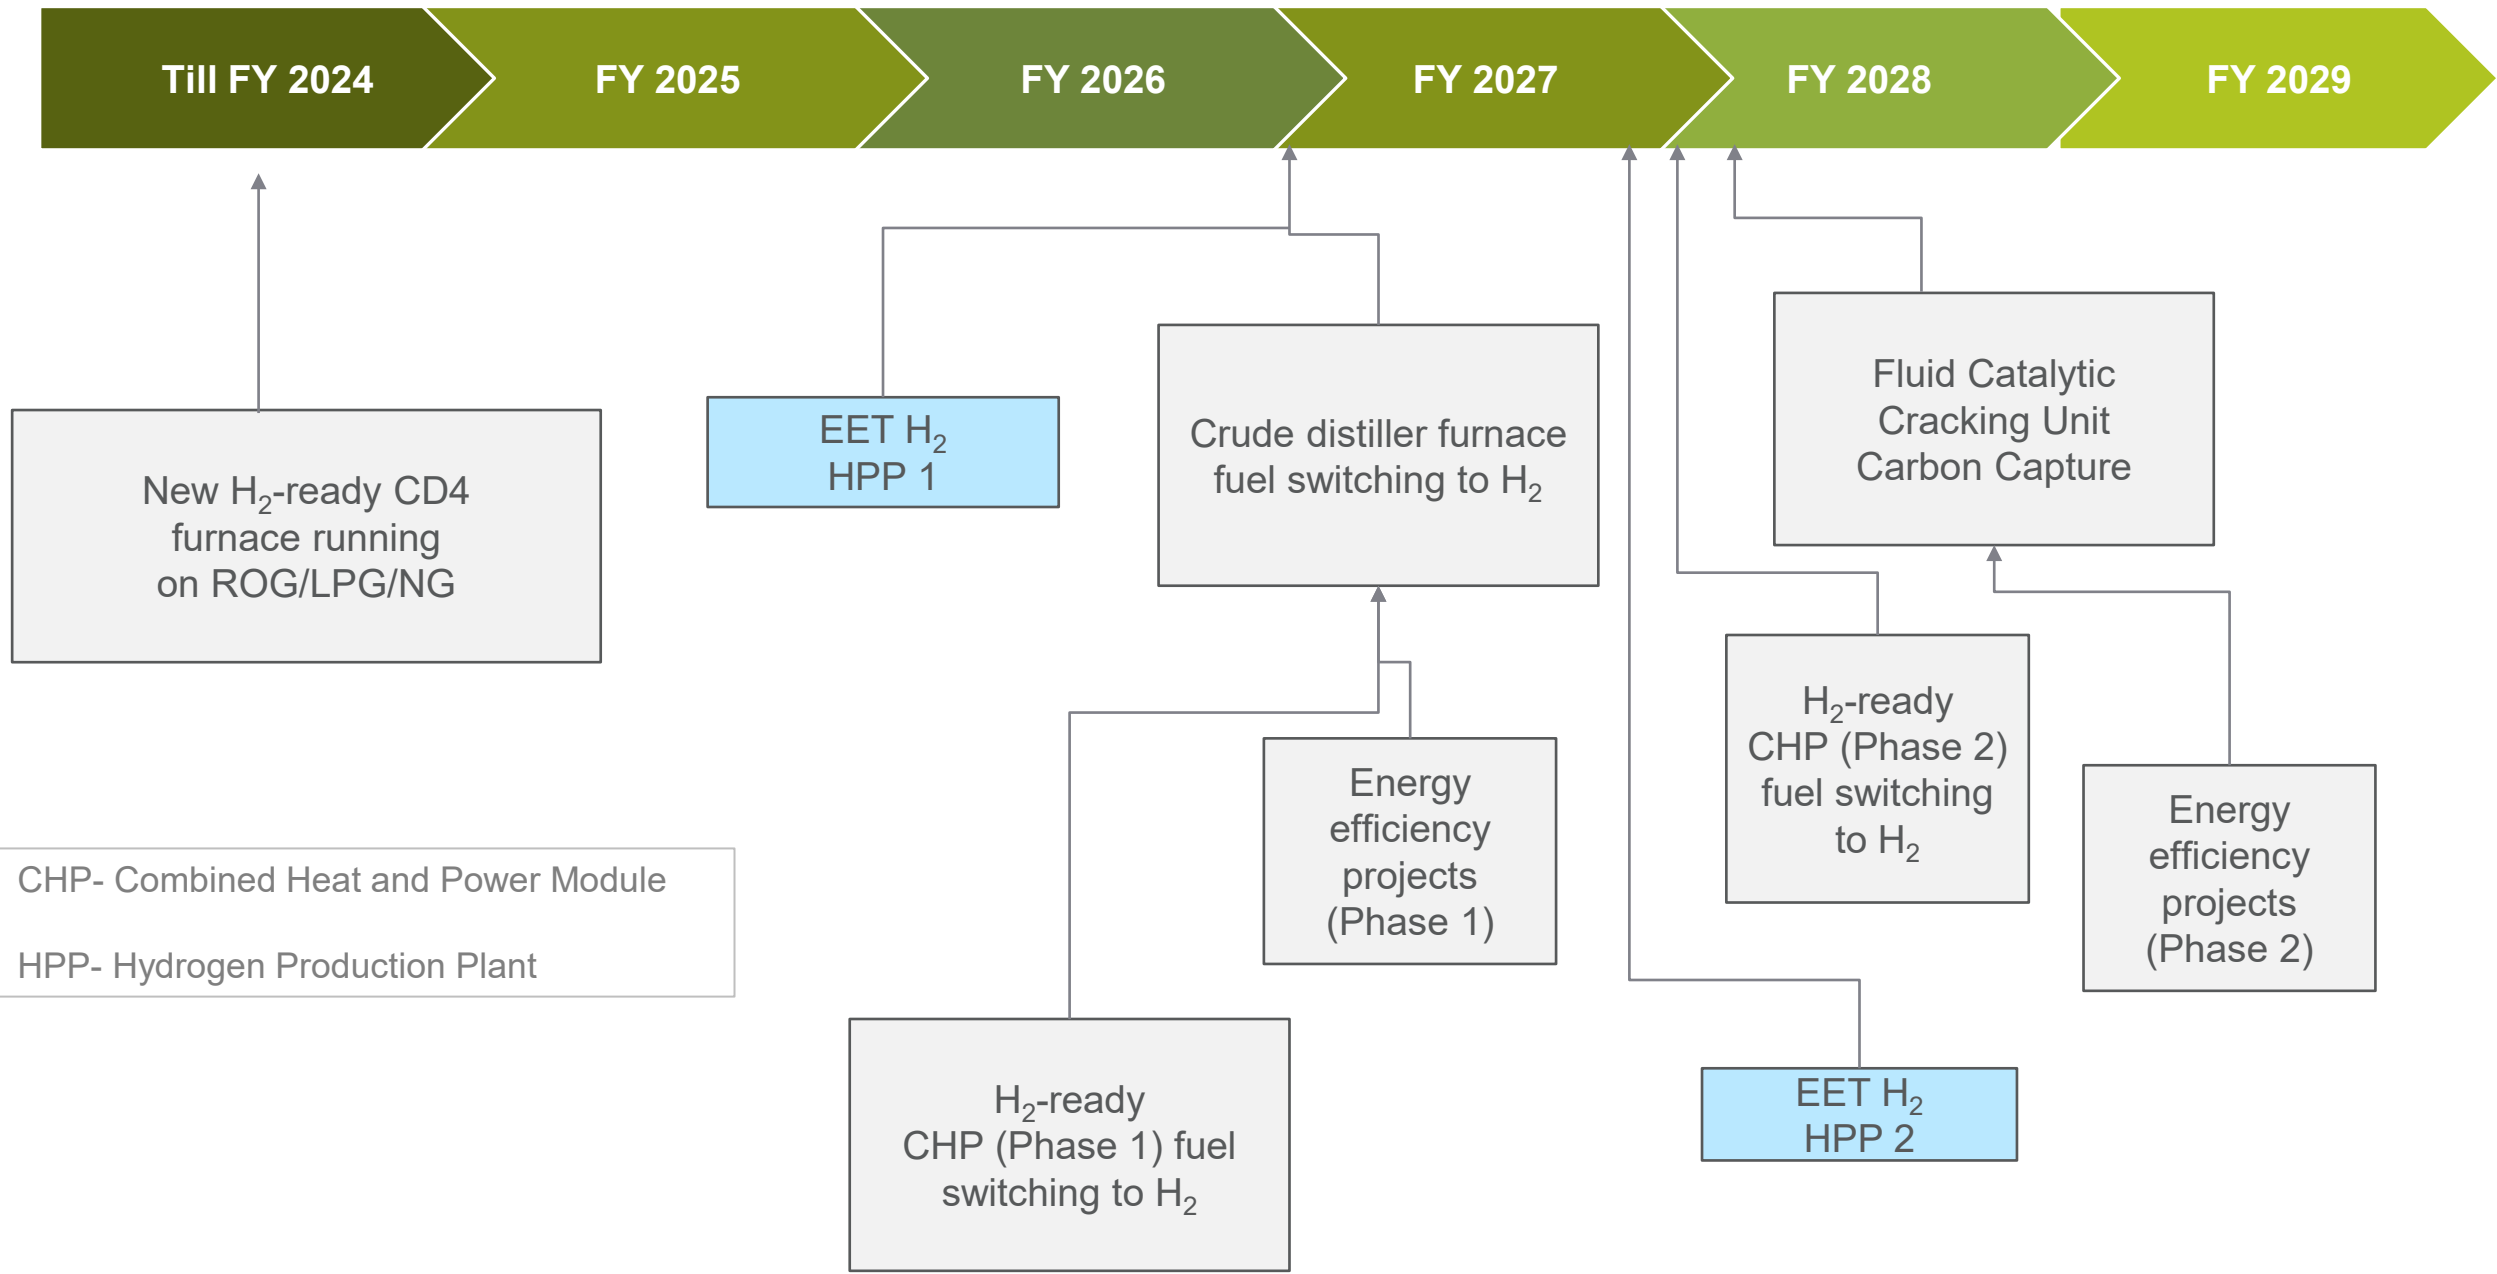 Till FY 2024
FY 2025
FY 2026
FY 2027
FY 2028
FY 2029
New H₂-ready CD4
furnace running
on ROG/LPG/NG
EET H₂
HPP 1
Crude distiller furnace
fuel switching to H₂
Fluid Catalytic
Cracking Unit
Carbon Capture
H₂-ready
CHP (Phase 2)
fuel switching
to H₂
Energy
efficiency
projects
(Phase 1)
Energy
efficiency
projects
(Phase 2)
CHP- Combined Heat and Power Module
HPP- Hydrogen Production Plant
H₂-ready
CHP (Phase 1) fuel
switching to H₂
EET H₂
HPP 2